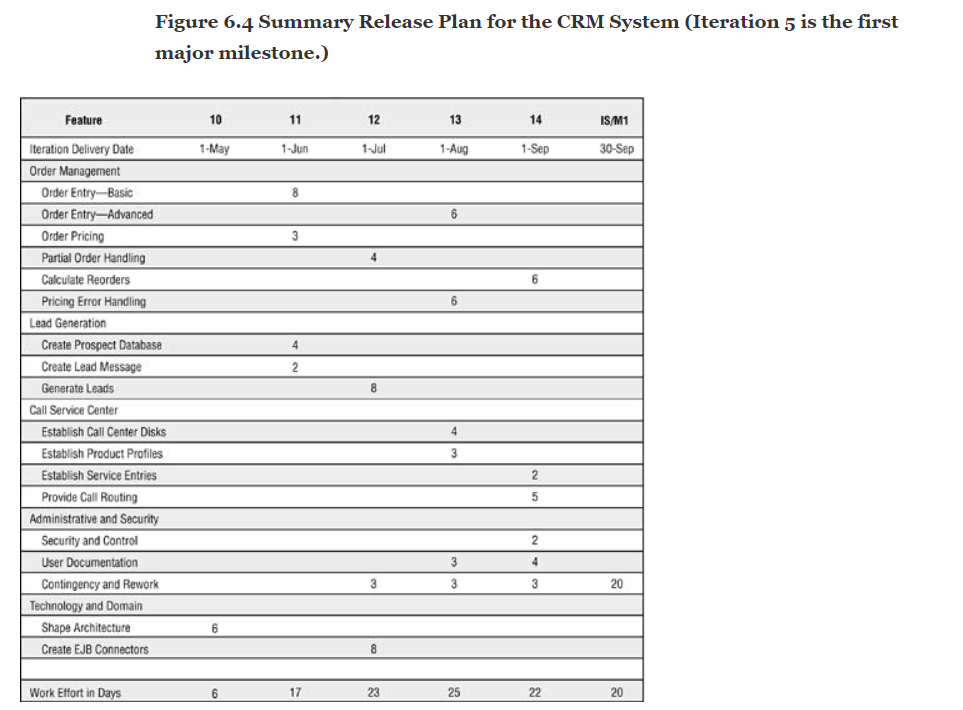 Figure 6.4 Summary Release Plan for the CRM System (Iteration 5 is the first
major milestone.)
Feature 10 11 12 13 14 IS/M1
Iteration Delivery Date 1-May 1-Jun 1-Jul 1-Aug 1-Sep 30-Sep
Order Management
Order Entry—Basic 8
Order Entry—Advanced 6
Order Pricing 3
Partial Order Handling 4
Calculate Reorders 6
Pricing Error Handling 6
Lead Generation
Create Prospect Database 4
Create Lead Message 2
Generate Leads 8
Call Service Center
Establish Call Center Disks 4
Establish Product Profiles 3
Establish Service Entries 2
Provide Call Routing 5
Administrative and Security
Security and Control 2
User Documentation 3 4
Contingency and Rework 3 3 3 20
Technology and Domain
Shape Architecture 6
Create EJB Connectors 8
Work Effort in Days 6 17 23 25 22 20